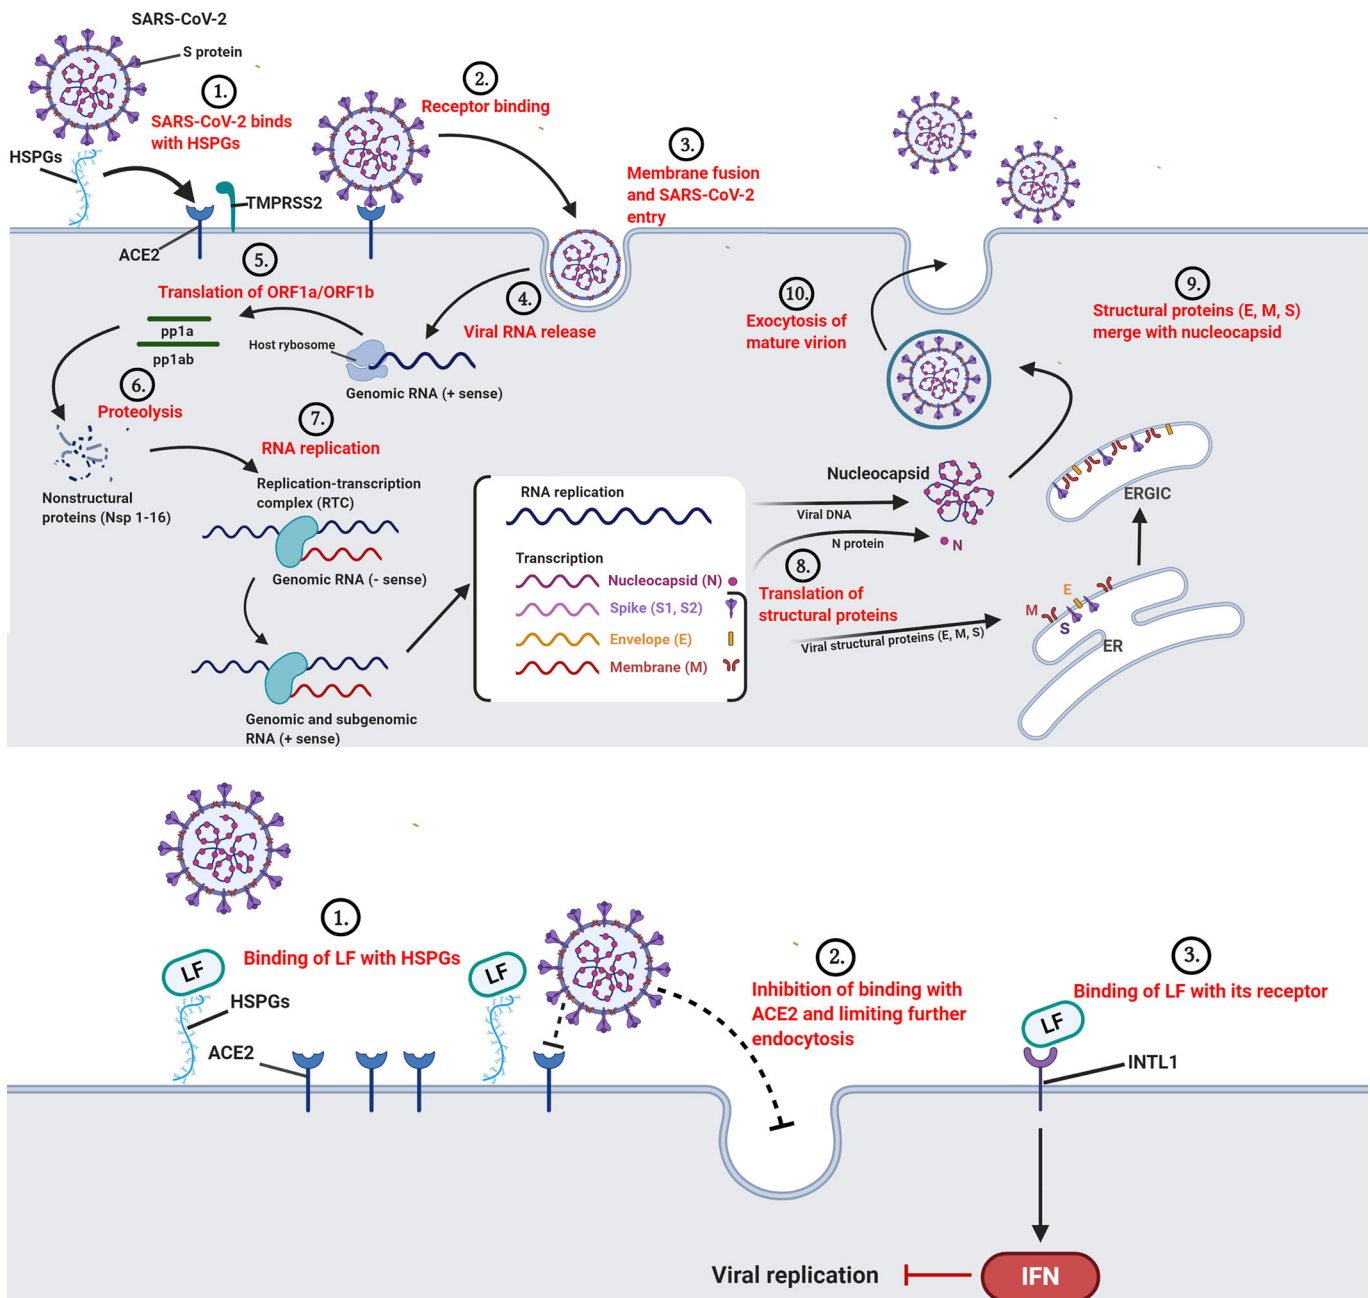 SARS-CoV-2
S protein
1.
SARS-CoV-2 binds
with HSPGs
HSPGs
TMPRSS2
ACE2
2.
Receptor binding
3.
Membrane fusion
and SARS-CoV-2
entry
4.
Viral RNA release
5.
Translation of ORF1a/ORF1b
pp1a
pp1ab
Host rybosome
Genomic RNA (+ sense)
6.
Proteolysis
Nonstructural
proteins (Nsp 1-16)
7.
RNA replication
Replication-transcription
complex (RTC)
Genomic RNA (- sense)
Genomic and subgenomic
RNA (+ sense)
RNA replication
Transcription
Nucleocapsid (N)
Spike (S1, S2)
Envelope (E)
Membrane (M)
Viral DNA
N protein
8.
Translation of
structural proteins
Viral structural proteins (E, M, S)
Nucleocapsid
N
M
E
S
ER
ERGIC
9.
Structural proteins (E, M, S)
merge with nucleocapsid
10.
Exocytosis of
mature virion
1.
Binding of LF with HSPGs
LF
HSPGs
ACE2
LF
2.
Inhibition of binding with
ACE2 and limiting further
endocytosis
3.
Binding of LF with its receptor
LF
INTL1
IFN
Viral replication